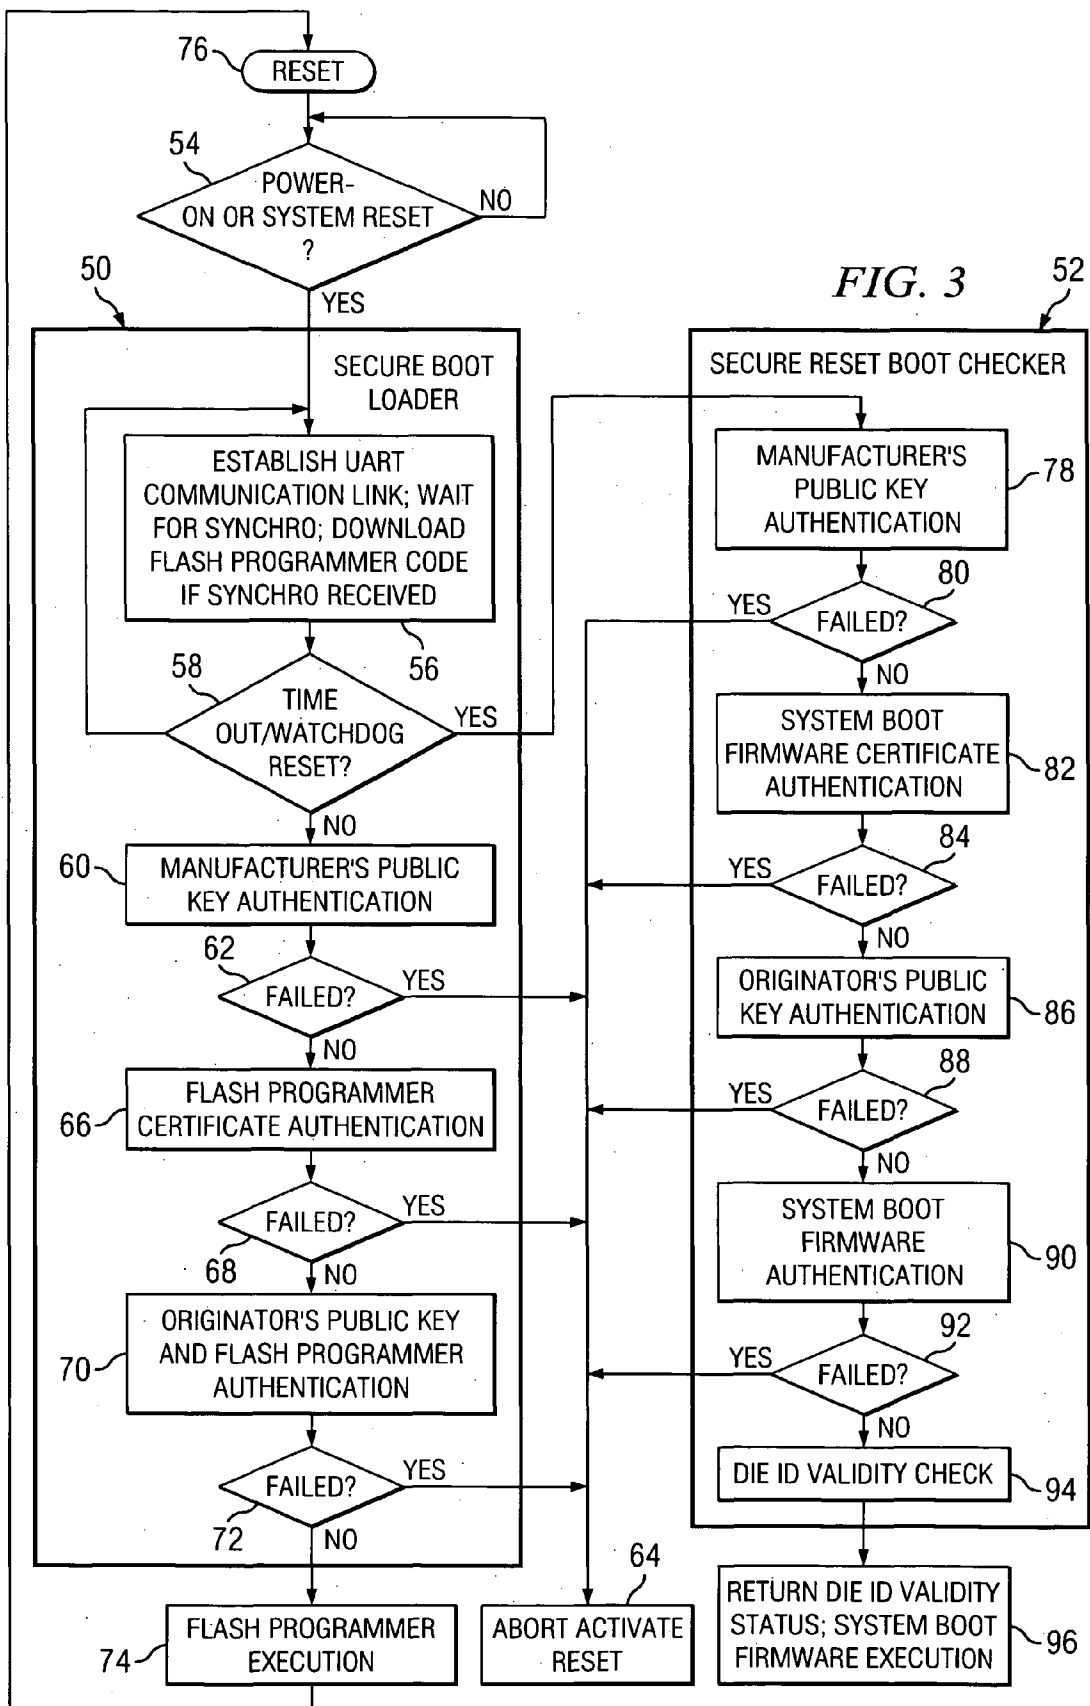 76
RESET
54
POWER-
ON OR SYSTEM RESET
?
NO
YES
FIG. 3
50
SECURE BOOT
LOADER
ESTABLISH UART
COMMUNICATION LINK; WAIT
FOR SYNCHRO; DOWNLOAD
FLASH PROGRAMMER CODE
IF SYNCHRO RECEIVED
56
58
TIME
OUT/WATCHDOG
RESET?
YES
NO
60
MANUFACTURER'S PUBLIC
KEY AUTHENTICATION
62
FAILED?
YES
NO
66
FLASH PROGRAMMER
CERTIFICATE AUTHENTICATION
FAILED?
YES
68
NO
70
ORIGINATOR'S PUBLIC KEY
AND FLASH PROGRAMMER
AUTHENTICATION
FAILED?
YES
72
NO
74
FLASH PROGRAMMER
EXECUTION
64
ABORT ACTIVATE
RESET
52
SECURE RESET BOOT CHECKER
MANUFACTURER'S
PUBLIC KEY
AUTHENTICATION
78
80
YES
FAILED?
NO
SYSTEM BOOT
FIRMWARE CERTIFICATE
AUTHENTICATION
82
84
YES
FAILED?
NO
ORIGINATOR'S PUBLIC
KEY AUTHENTICATION
86
88
YES
FAILED?
NO
SYSTEM BOOT
FIRMWARE
AUTHENTICATION
90
92
YES
FAILED?
NO
DIE ID VALIDITY CHECK
94
RETURN DIE ID VALIDITY
STATUS; SYSTEM BOOT
FIRMWARE EXECUTION
96